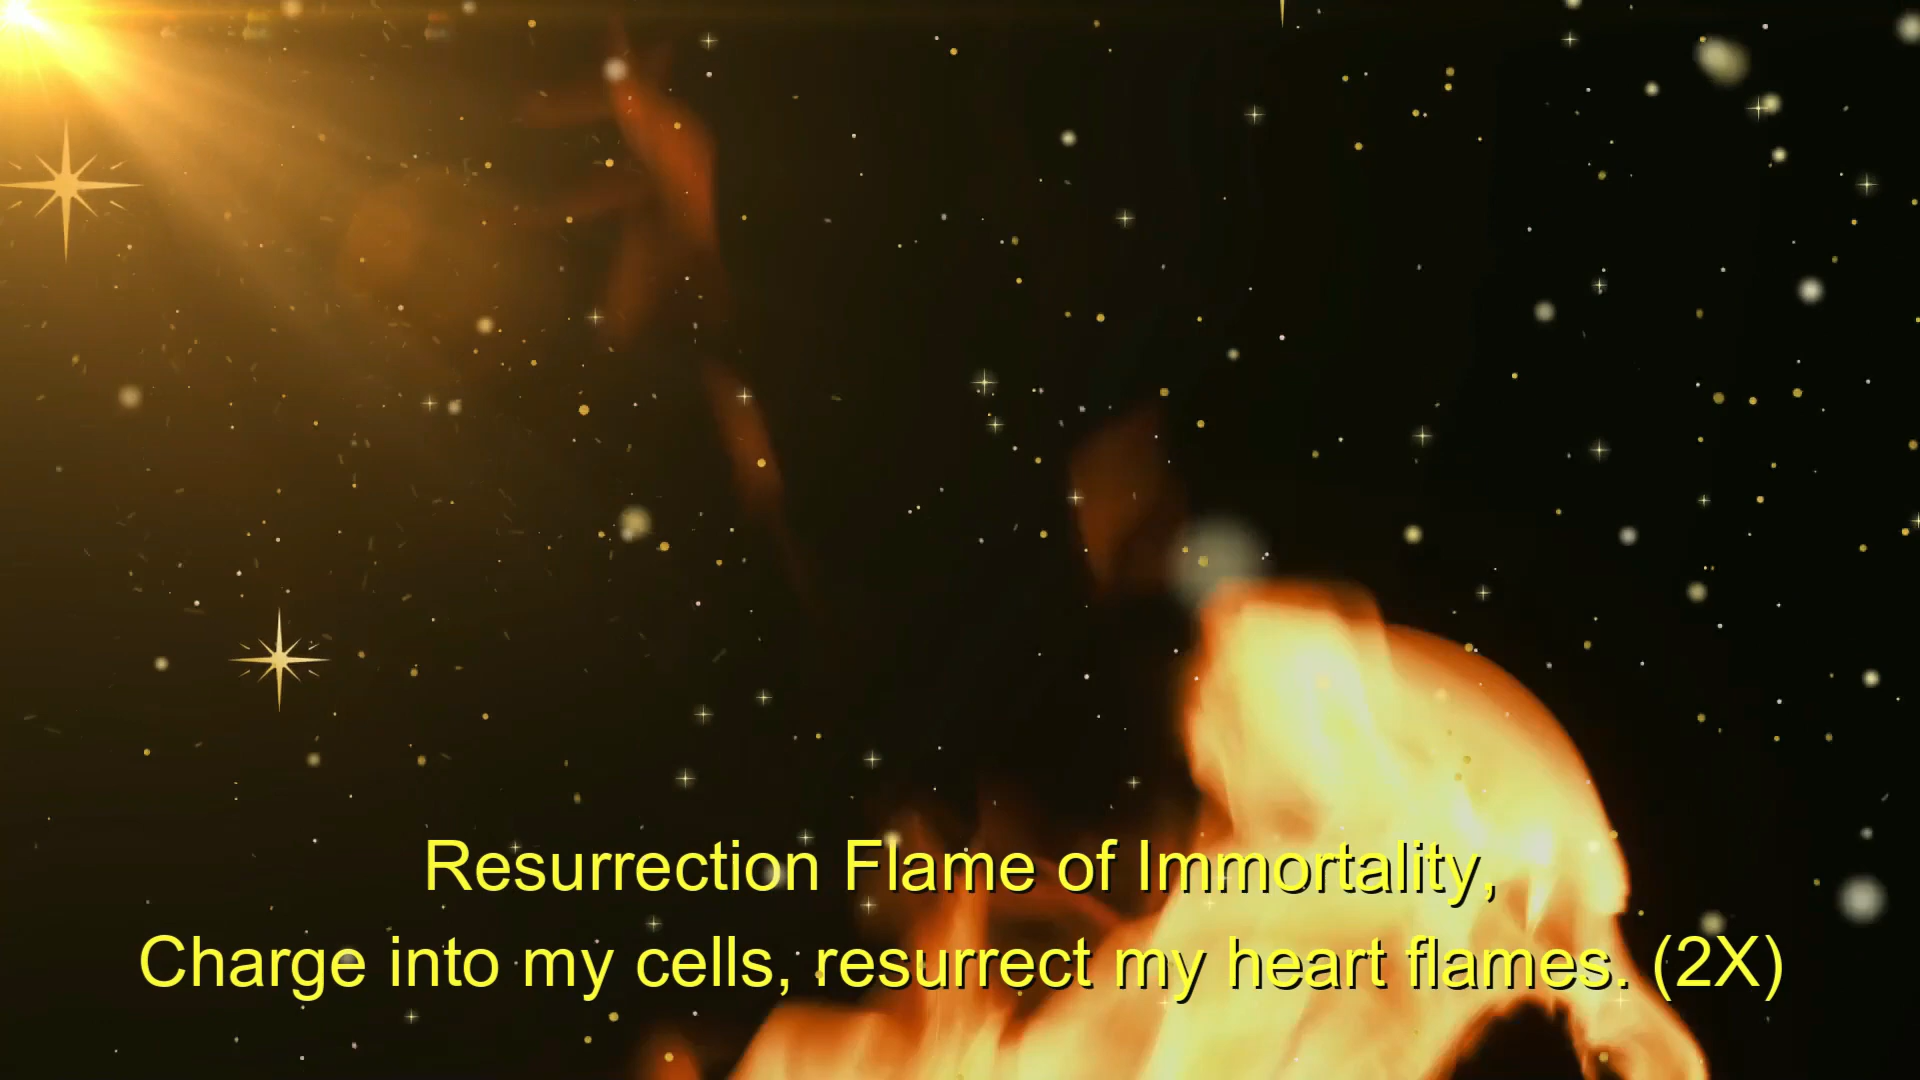 Resurrection Flame of Immortality,
Charge into my cells, resurrect my heart flames. (2X)